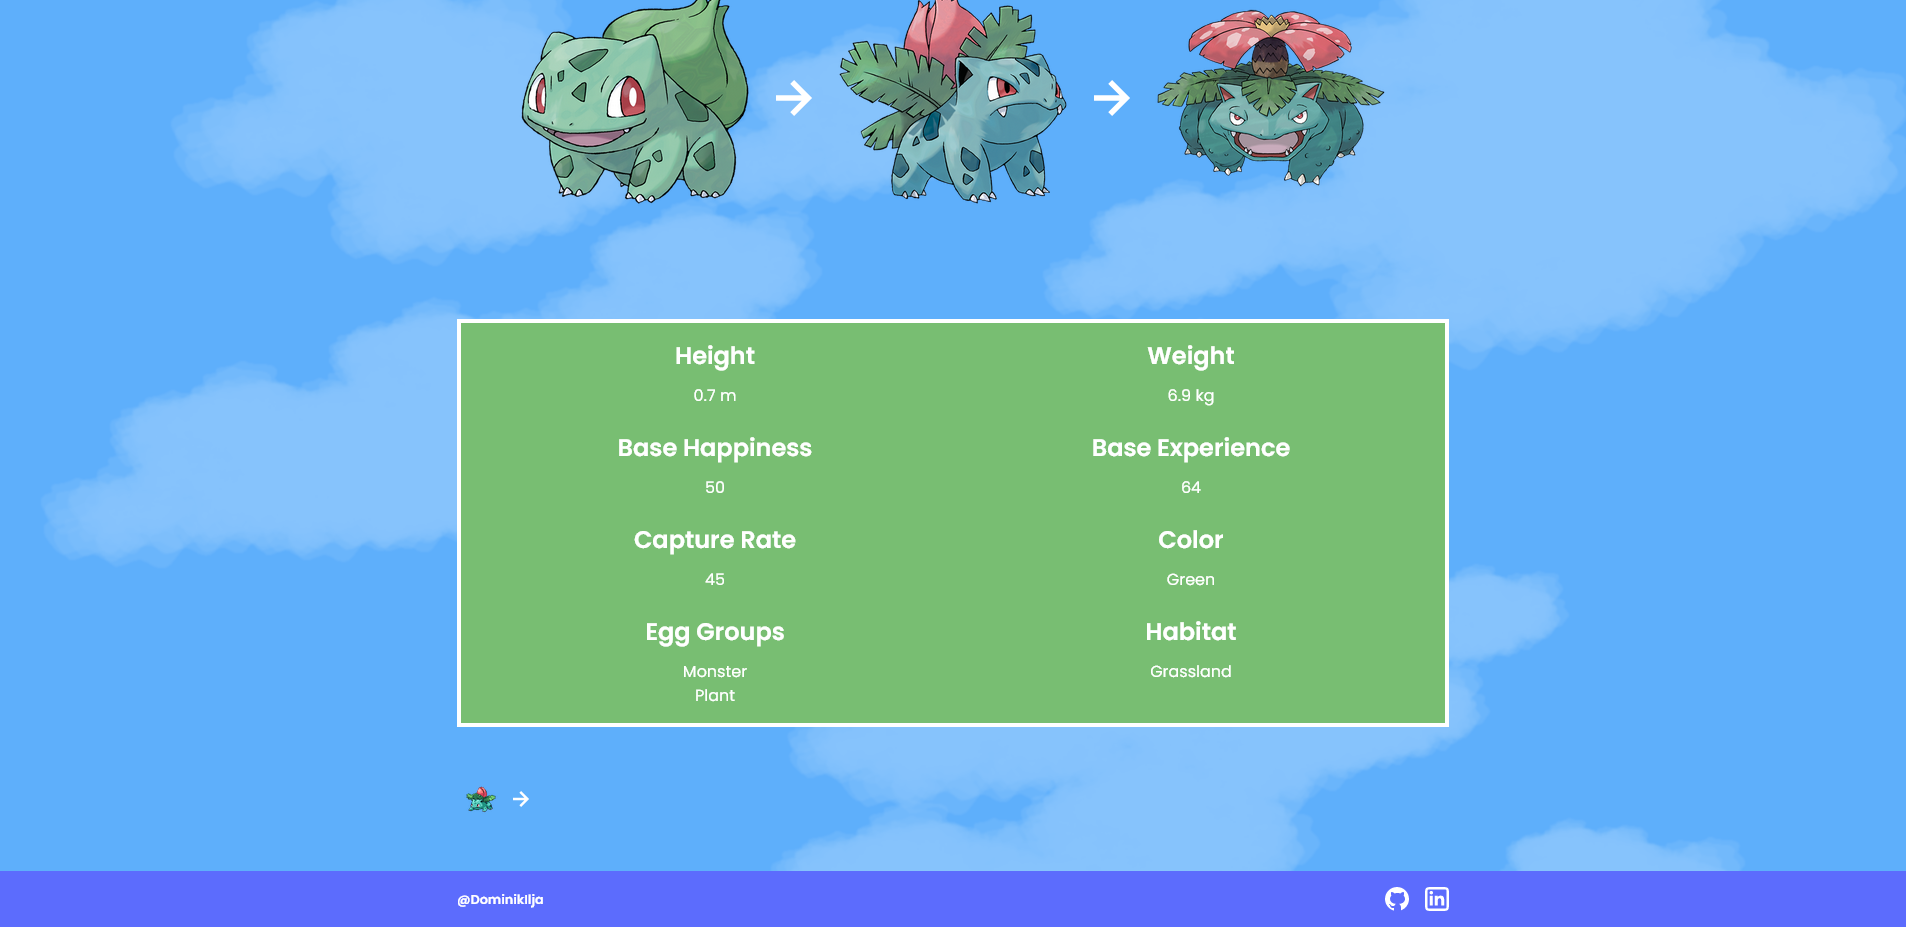 Height
0.7 m
Weight
6.9 kg
Base Happiness
50
Base Experience
64
Capture Rate
45
Color
Green
Egg Groups
Monster
Plant
Habitat
Grassland
@DominikIlja
in